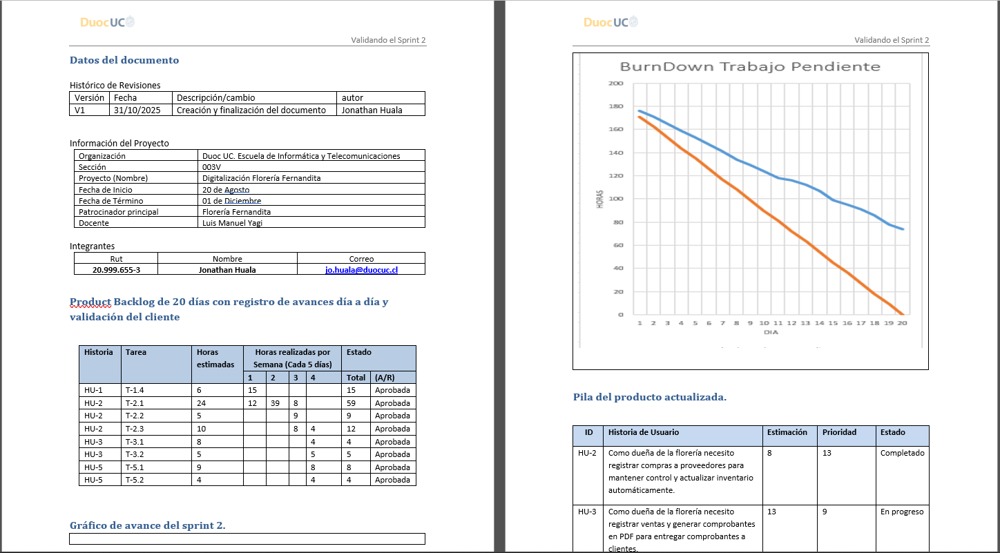 DuocUC
Validando el Sprint 2
Datos del documento
Histórico de Revisiones
Versión Fecha Descripción/cambio autor
V1 31/10/2025 Creación y finalización del documento Jonathan Huala
Información del Proyecto
Organización Duoc UC. Escuela de Informática y Telecomunicaciones
Sección 003V
Proyecto (Nombre) Digitalización Florería Fernandita
Fecha de Inicio 20 de Agosto
Fecha de Término 01 de Diciembre
Patrocinador principal Florería Fernandita
Docente Luis Manuel Yagi
Integrantes
Rut Nombre Correo
20.999.655-3 Jonathan Huala jo.huala@duocuc.cl
Product Backlog de 20 días con registro de avances día a día y
validación del cliente
Historia Tarea Horas Horas realizadas por Estado
estimadas Semana (Cada 5 días)
1 2 3 4 Total (A/R)
HU-1 T-1.4 6 15 15 Aprobada
HU-2 T-2.1 24 12 39 8 59 Aprobada
HU-2 T-2.2 5 9 9 Aprobada
HU-2 T-2.3 10 8 4 12 Aprobada
HU-3 T-3.1 8 4 4 Aprobada
HU-3 T-3.2 5 5 5 Aprobada
HU-5 T-5.1 9 8 8 Aprobada
HU-5 T-5.2 4 4 4 Aprobada
Gráfico de avance del sprint 2.
DuocUC
Validando el Sprint 2
BurnDown Trabajo Pendiente
200
180
160
140
120
100
80
60
40
20
0
HORAS
1 2 3 4 5 6 7 8 9 10 11 12 13 14 15 16 17 18 19 20
DIA
Pila del producto actualizada.
ID Historia de Usuario Estimación Prioridad Estado
HU-2 Como dueña de la florería necesito 8 13 Completado
registrar compras a proveedores para
mantener control y actualizar inventario
automáticamente.
HU-3 Como dueña de la florería necesito 13 9 En progreso
registrar ventas y generar comprobantes
en PDF para entregar comprobantes a
clientes.